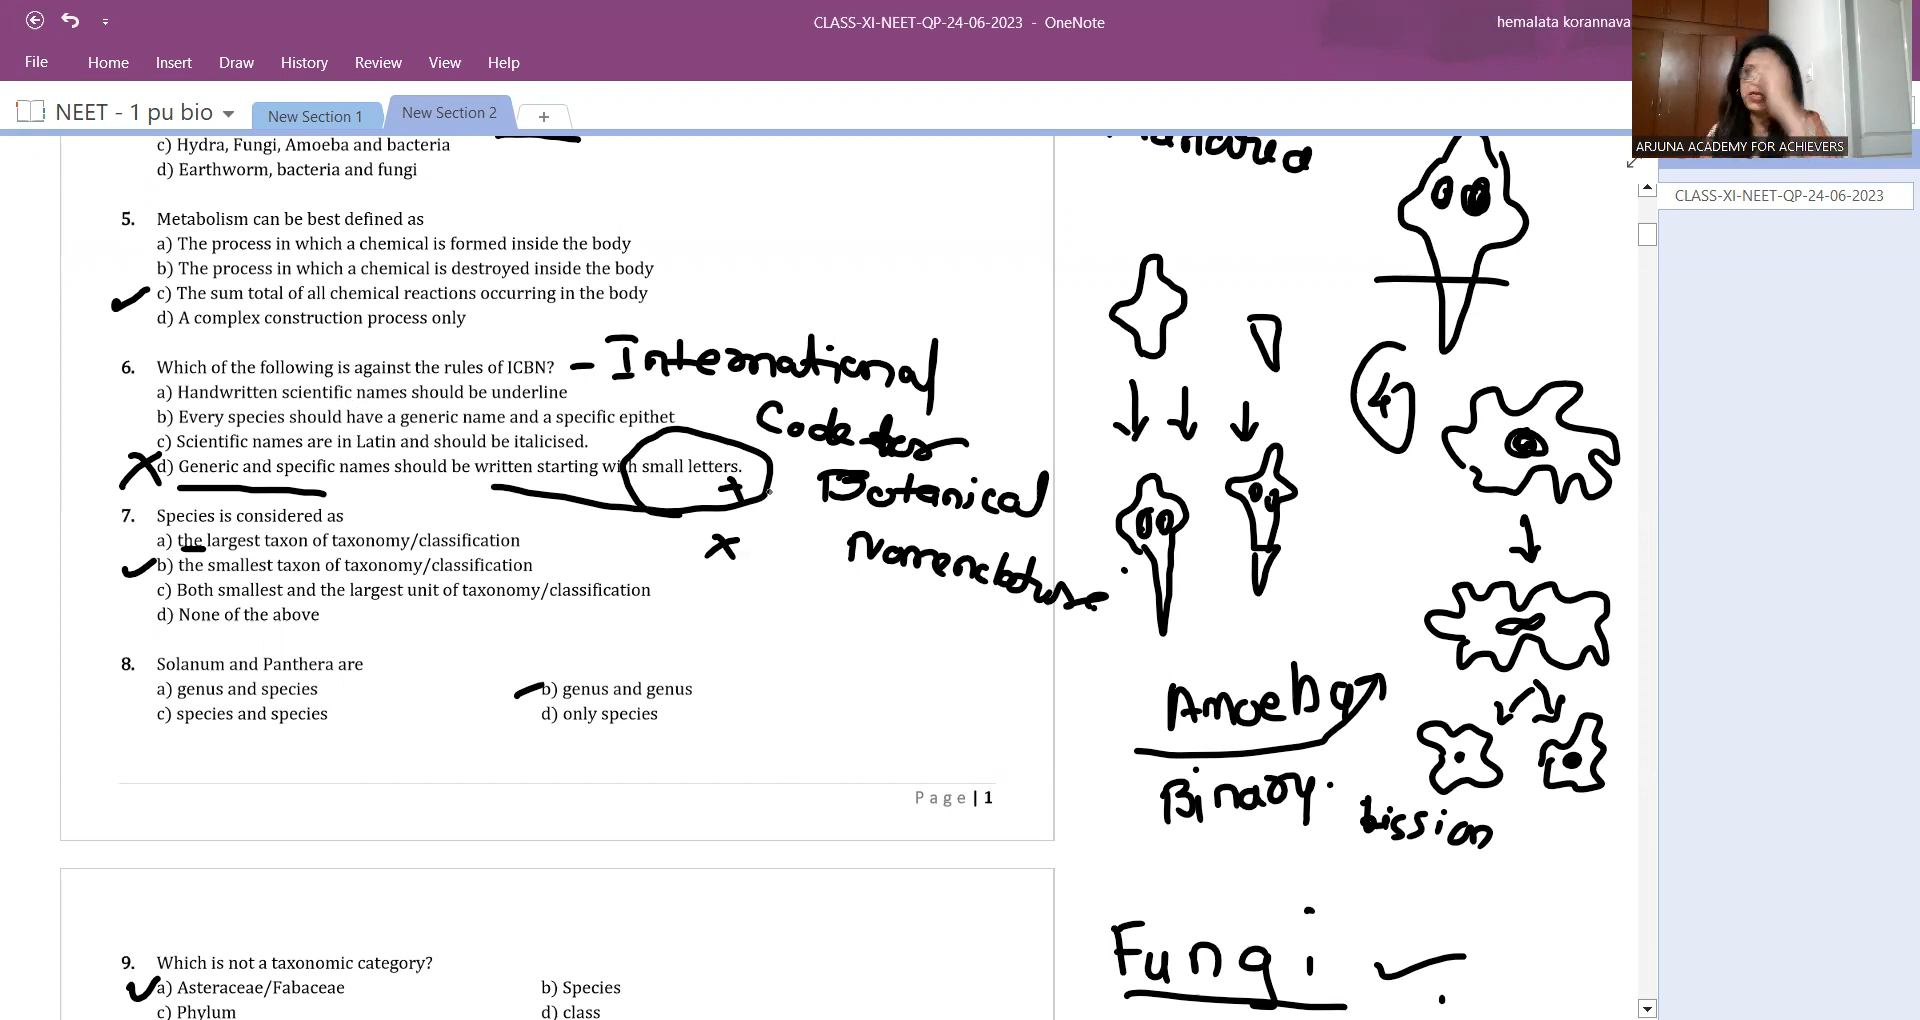 CLASS-XI-NEET-QP-24-06-2023 - OneNote
hemalata korannava
File Home Insert Draw History Review View Help
NEET - 1 pu bio
New Section 1
New Section 2
ARJUNA ACADEMY FOR ACHIEVERS
CLASS-XI-NEET-QP-24-06-2023
c) Hydra, Fungi, Amoeba and bacteria
d) Earthworm, bacteria and fungi
5. Metabolism can be best defined as
a) The process in which a chemical is formed inside the body
b) The process in which a chemical is destroyed inside the body
c) The sum total of all chemical reactions occurring in the body
d) A complex construction process only
6. Which of the following is against the rules of ICBN?
a) Handwritten scientific names should be underline
b) Every species should have a generic name and a specific epithet
c) Scientific names are in Latin and should be italicised.
d) Generic and specific names should be written starting with small letters.
7. Species is considered as
a) the largest taxon of taxonomy/classification
b) the smallest taxon of taxonomy/classification
c) Both smallest and the largest unit of taxonomy/classification
d) None of the above
8. Solanum and Panthera are
a) genus and species b) genus and genus
c) species and species d) only species
Page | 1
9. Which is not a taxonomic category?
a) Asteraceae/Fabaceae b) Species
c) Phylum d) class
- International
Code for
Botanical
Nomenclature
4
Amoeba
Binary fission
Fungi